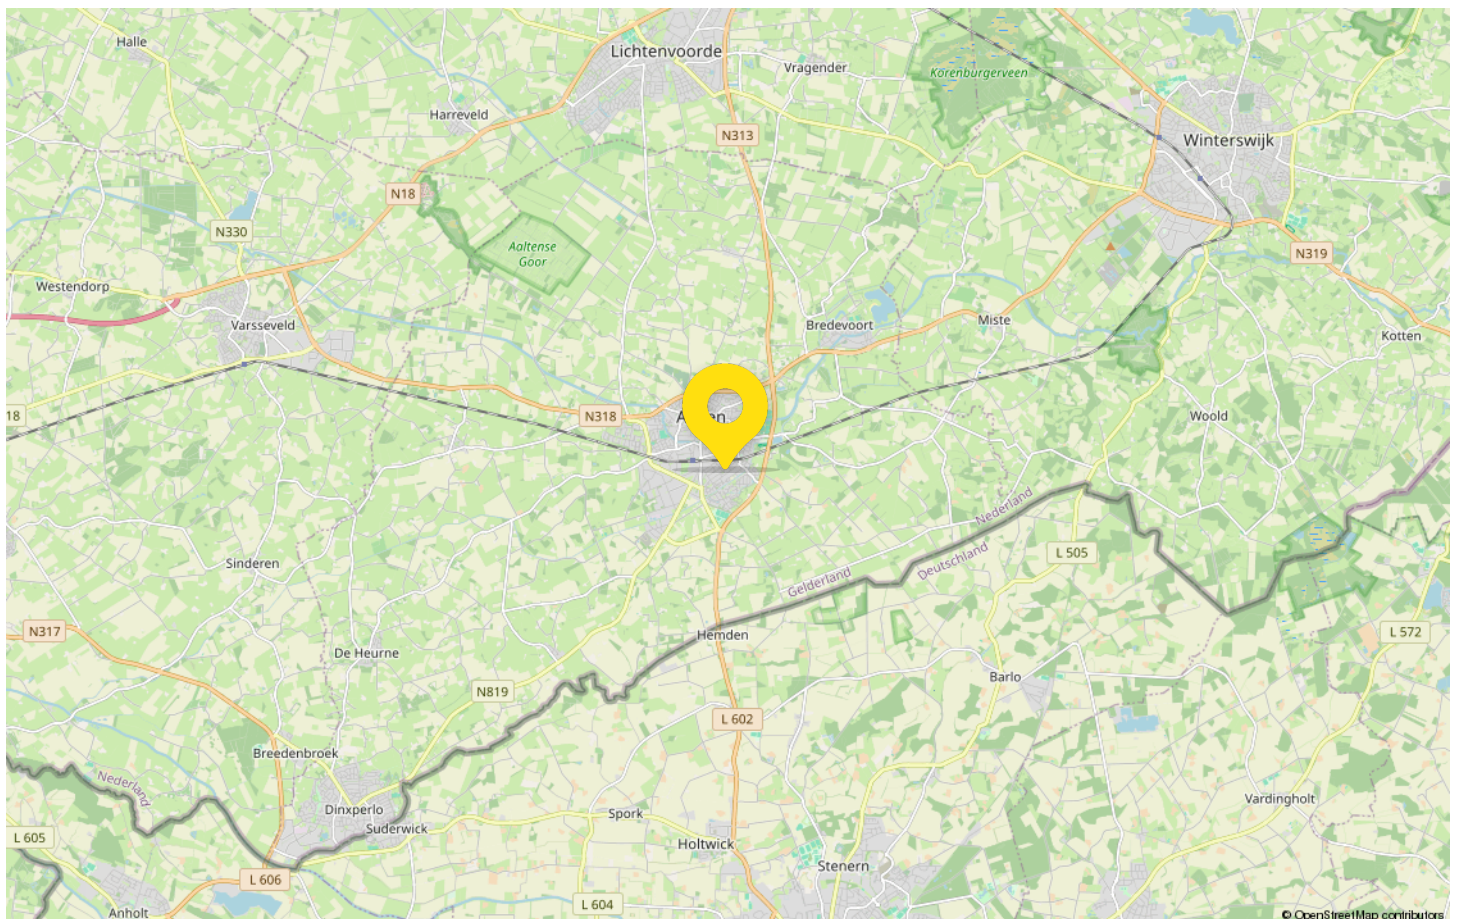 Halle
Lichtenvoorde
Vragender
Korenburgerveen
Harreveld
N313
Winterswijk
N18
N330
Aaltense
Goor
N319
Westendorp
Varsseveld
Bredevoort
Miste
Kotten
18
N318
Woold
Nederland
Deutschland
Gelderland
L 505
Sinderen
N317
Hemden
L 572
De Heurne
Barlo
N819
L 602
Breedenbroek
Nederland
Dinxperlo
Suderwick
Spork
Vardingholt
L 605
Holtwick
Stenern
L 606
L 604
Anholt
© OpenStreetMap contributors